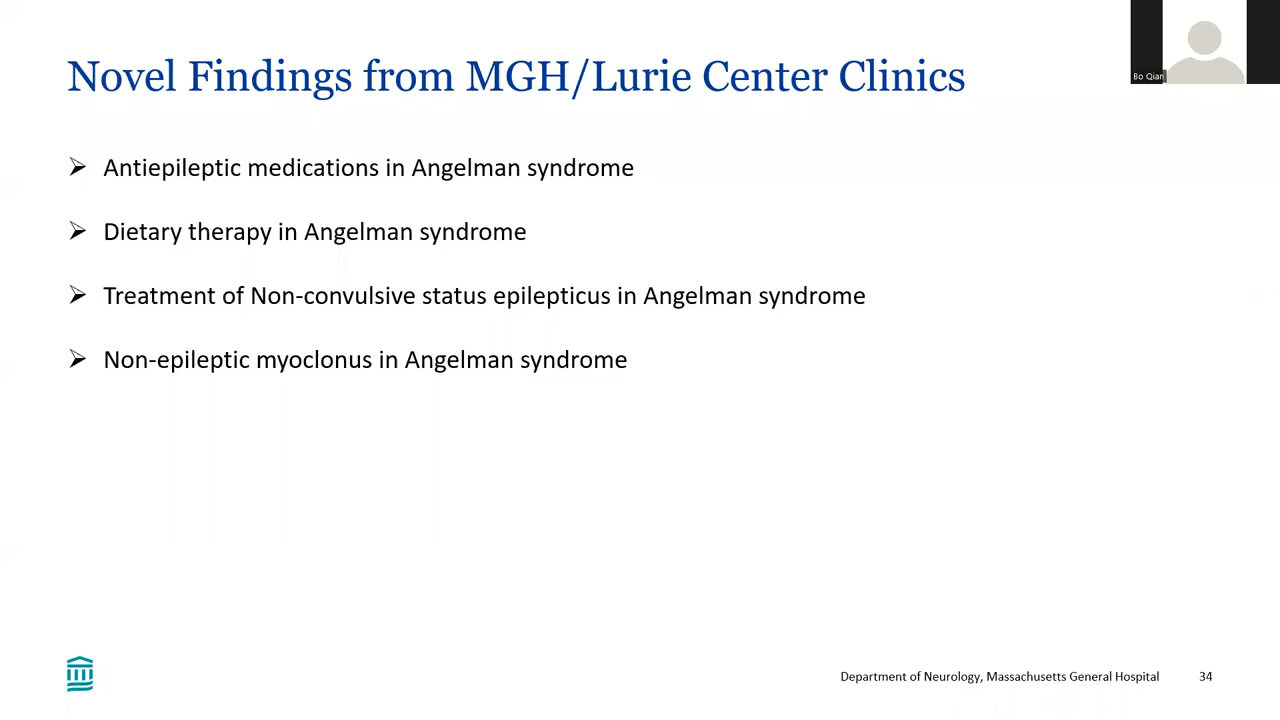 Novel Findings from MGH/Lurie Center Clinics
Bo Qian
➢ Antiepileptic medications in Angelman syndrome
➢ Dietary therapy in Angelman syndrome
➢ Treatment of Non-convulsive status epilepticus in Angelman syndrome
➢ Non-epileptic myoclonus in Angelman syndrome
Department of Neurology, Massachusetts General Hospital 34